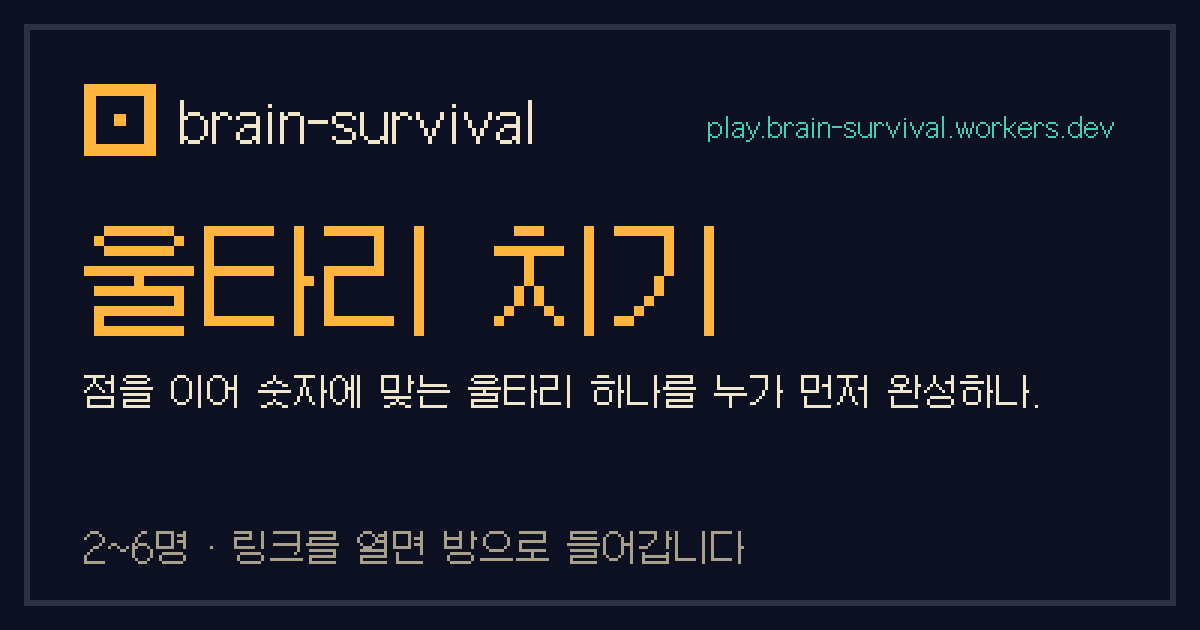 brain-survival
play.brain-survival.workers.dev
울타리 치기
점을 이어 숫자에 맞는 울타리 하나를 누가 먼저 완성하나.
2~6명 · 링크를 열면 방으로 들어갑니다